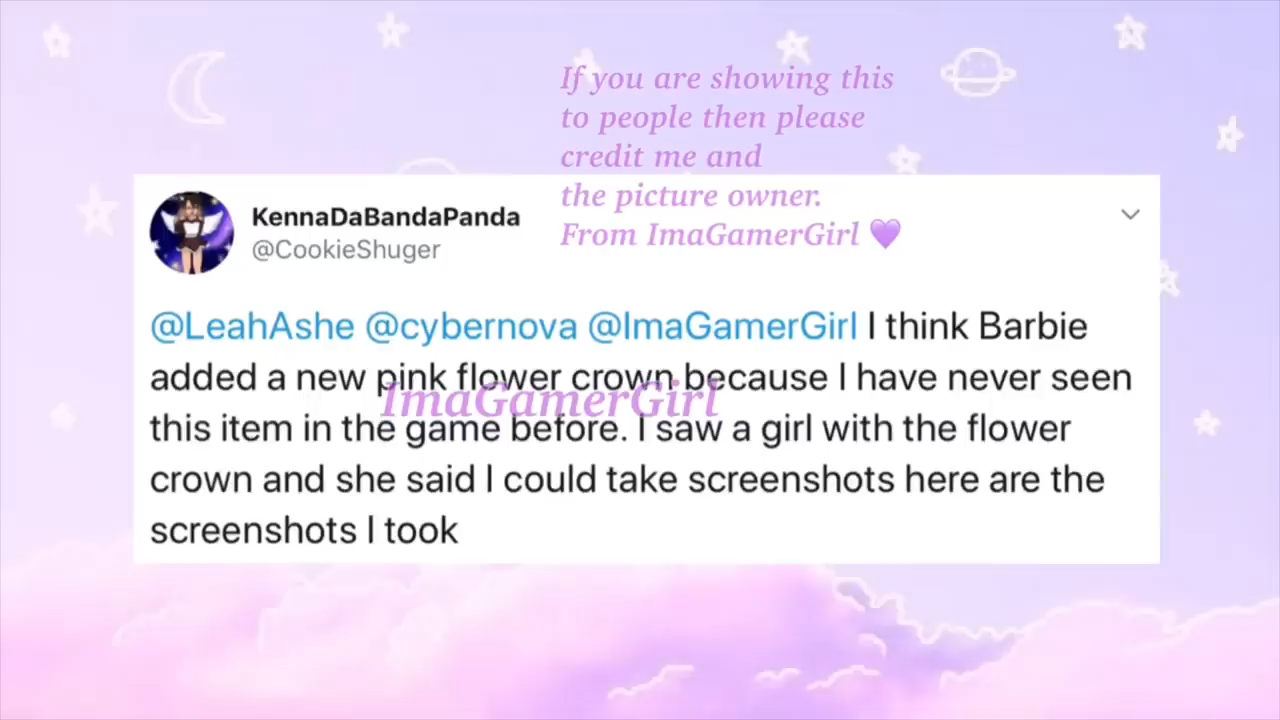 If you are showing this
to people then please
credit me and
the picture owner.
From ImaGamerGirl 💜
KennaDaBandaPanda
@CookieShuger
@LeahAshe @cybernova @ImaGamerGirl I think Barbie
added a new pink flower crown because I have never seen
ImaGamerGirl
this item in the game before. I saw a girl with the flower
crown and she said I could take screenshots here are the
screenshots I took